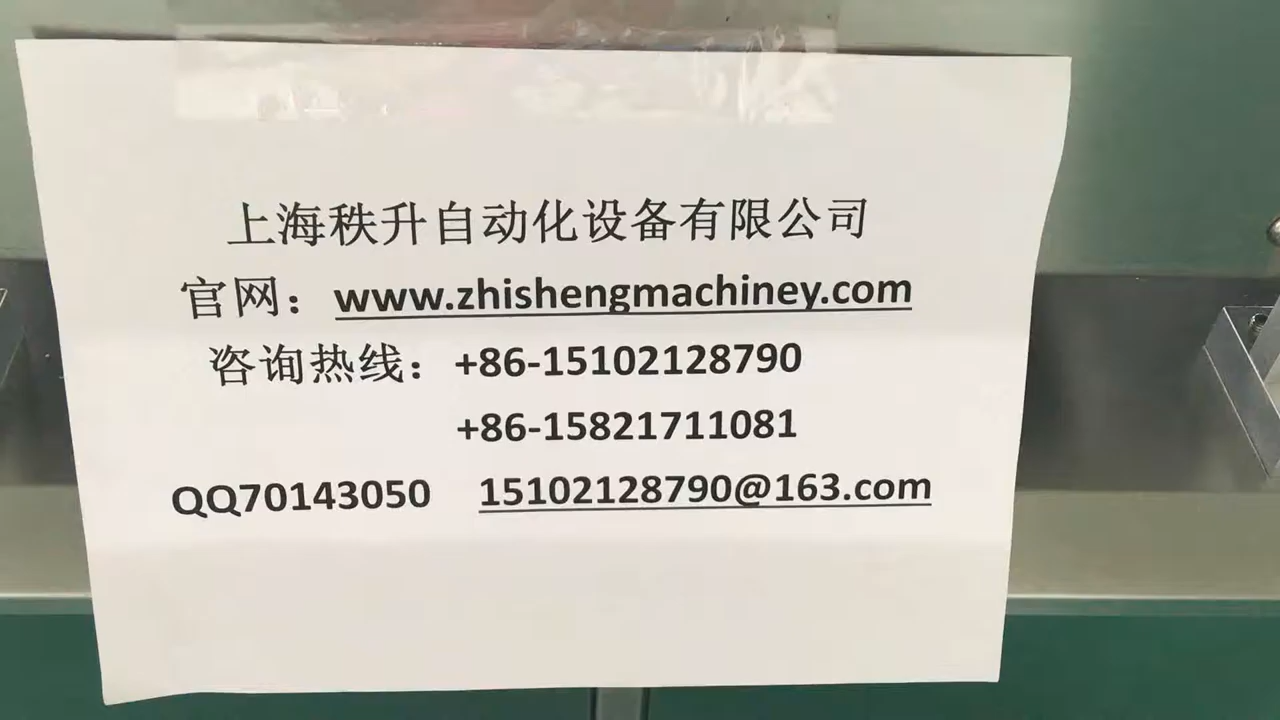 上海秩升自动化设备有限公司
官网：www.zhishengmachiney.com
咨询热线：+86-15102128790
+86-15821711081
QQ70143050 15102128790@163.com